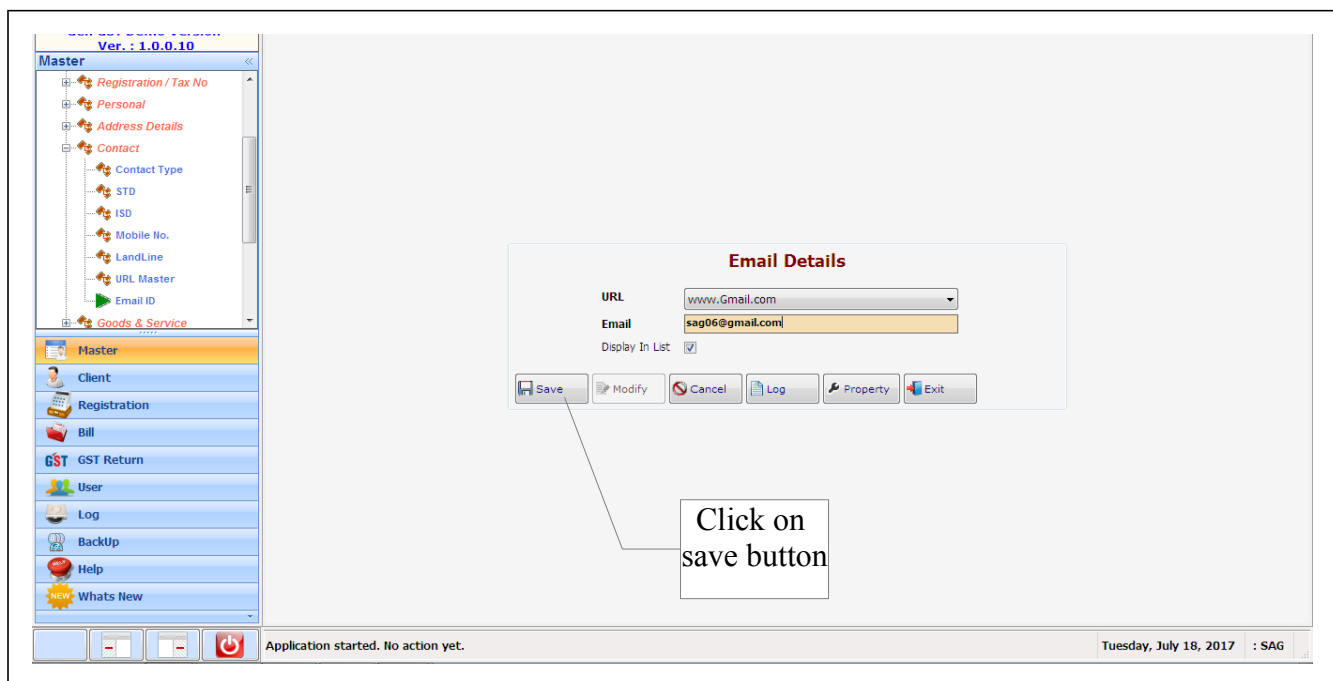 Ver. : 1.0.0.10
Master
Registration / Tax No
Personal
Address Details
Contact
Contact Type
STD
ISD
Mobile No.
LandLine
URL Master
Email ID
Goods & Service
Master
Client
Registration
Bill
GST GST Return
User
Log
BackUp
HELP Help
NEW Whats New
Email Details
URL www.Gmail.com
Email sag06@gmail.com
Display In List
Save Modify Cancel Log Property Exit
Click on
save button
Application started. No action yet. Tuesday, July 18, 2017 : SAG